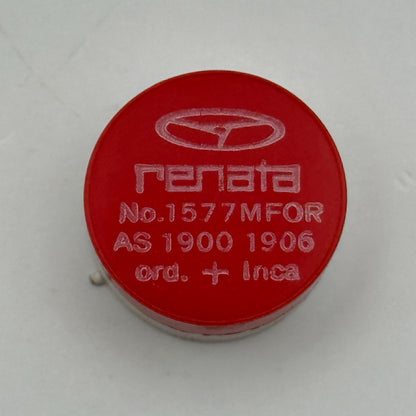 renata
No.1577MFOR
AS 1900 1906
ord. + Inca